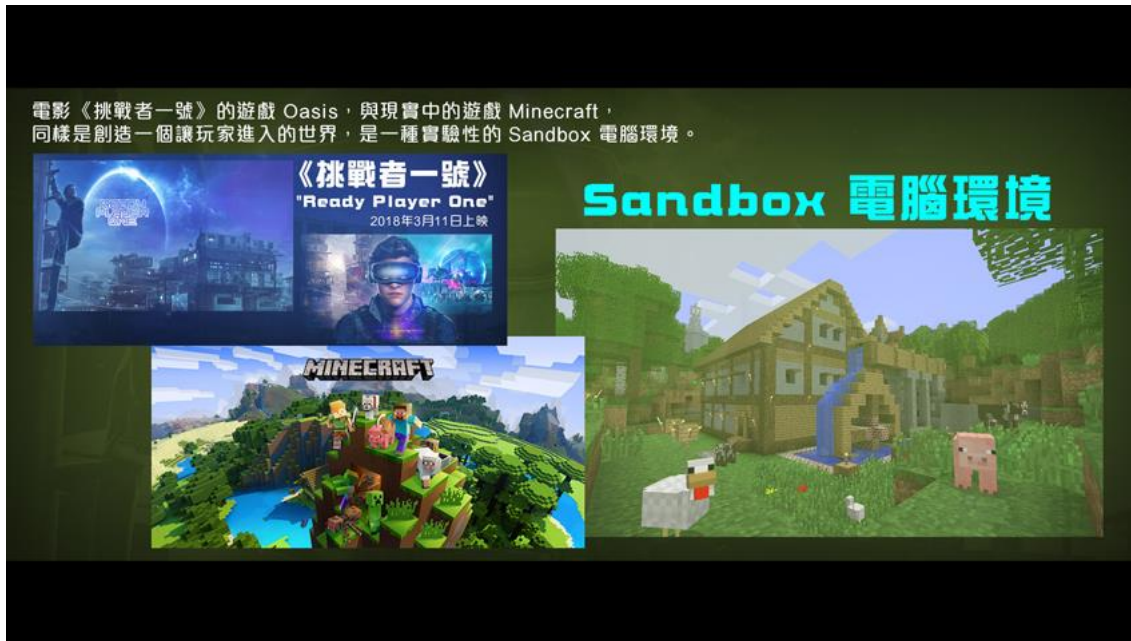 電影《挑戰者一號》的遊戲 Oasis，與現實中的遊戲 Minecraft，
同樣是創造一個讓玩家進入的世界，是一種實驗性的 Sandbox 電腦環境。
《挑戰者一號》
"Ready Player One"
2018年3月11日上映
READY
PLAYER
ONE
Sandbox 電腦環境
MINECRAFT